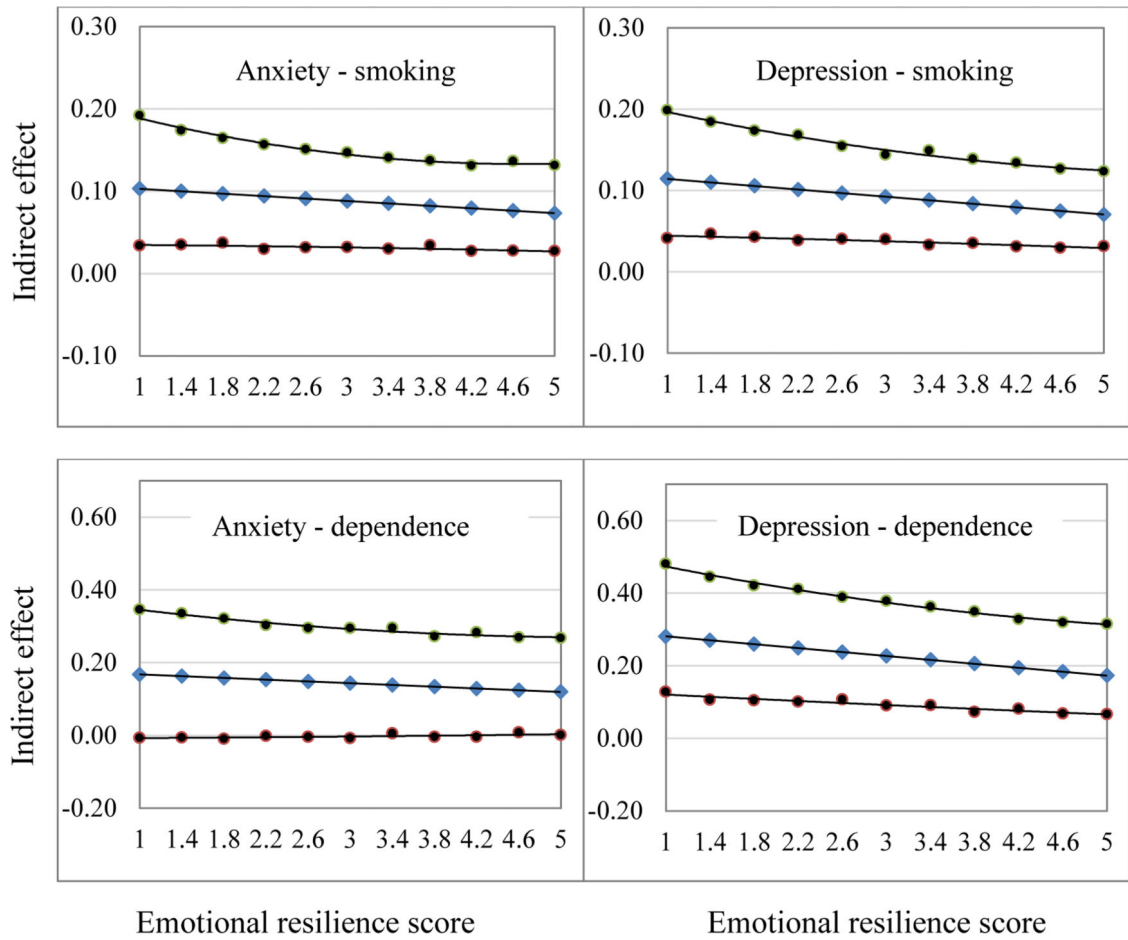 0.30
Anxiety - smoking
0.20
0.10
0.00
-0.10
1 1.4 1.8 2.2 2.6 3 3.4 3.8 4.2 4.6 5
Indirect effect
0.30
Depression - smoking
0.20
0.10
0.00
-0.10
1 1.4 1.8 2.2 2.6 3 3.4 3.8 4.2 4.6 5
0.60
Anxiety - dependence
0.40
0.20
0.00
-0.20
1 1.4 1.8 2.2 2.6 3 3.4 3.8 4.2 4.6 5
Indirect effect
0.60
Depression - dependence
0.40
0.20
0.00
-0.20
1 1.4 1.8 2.2 2.6 3 3.4 3.8 4.2 4.6 5
Emotional resilience score
Emotional resilience score